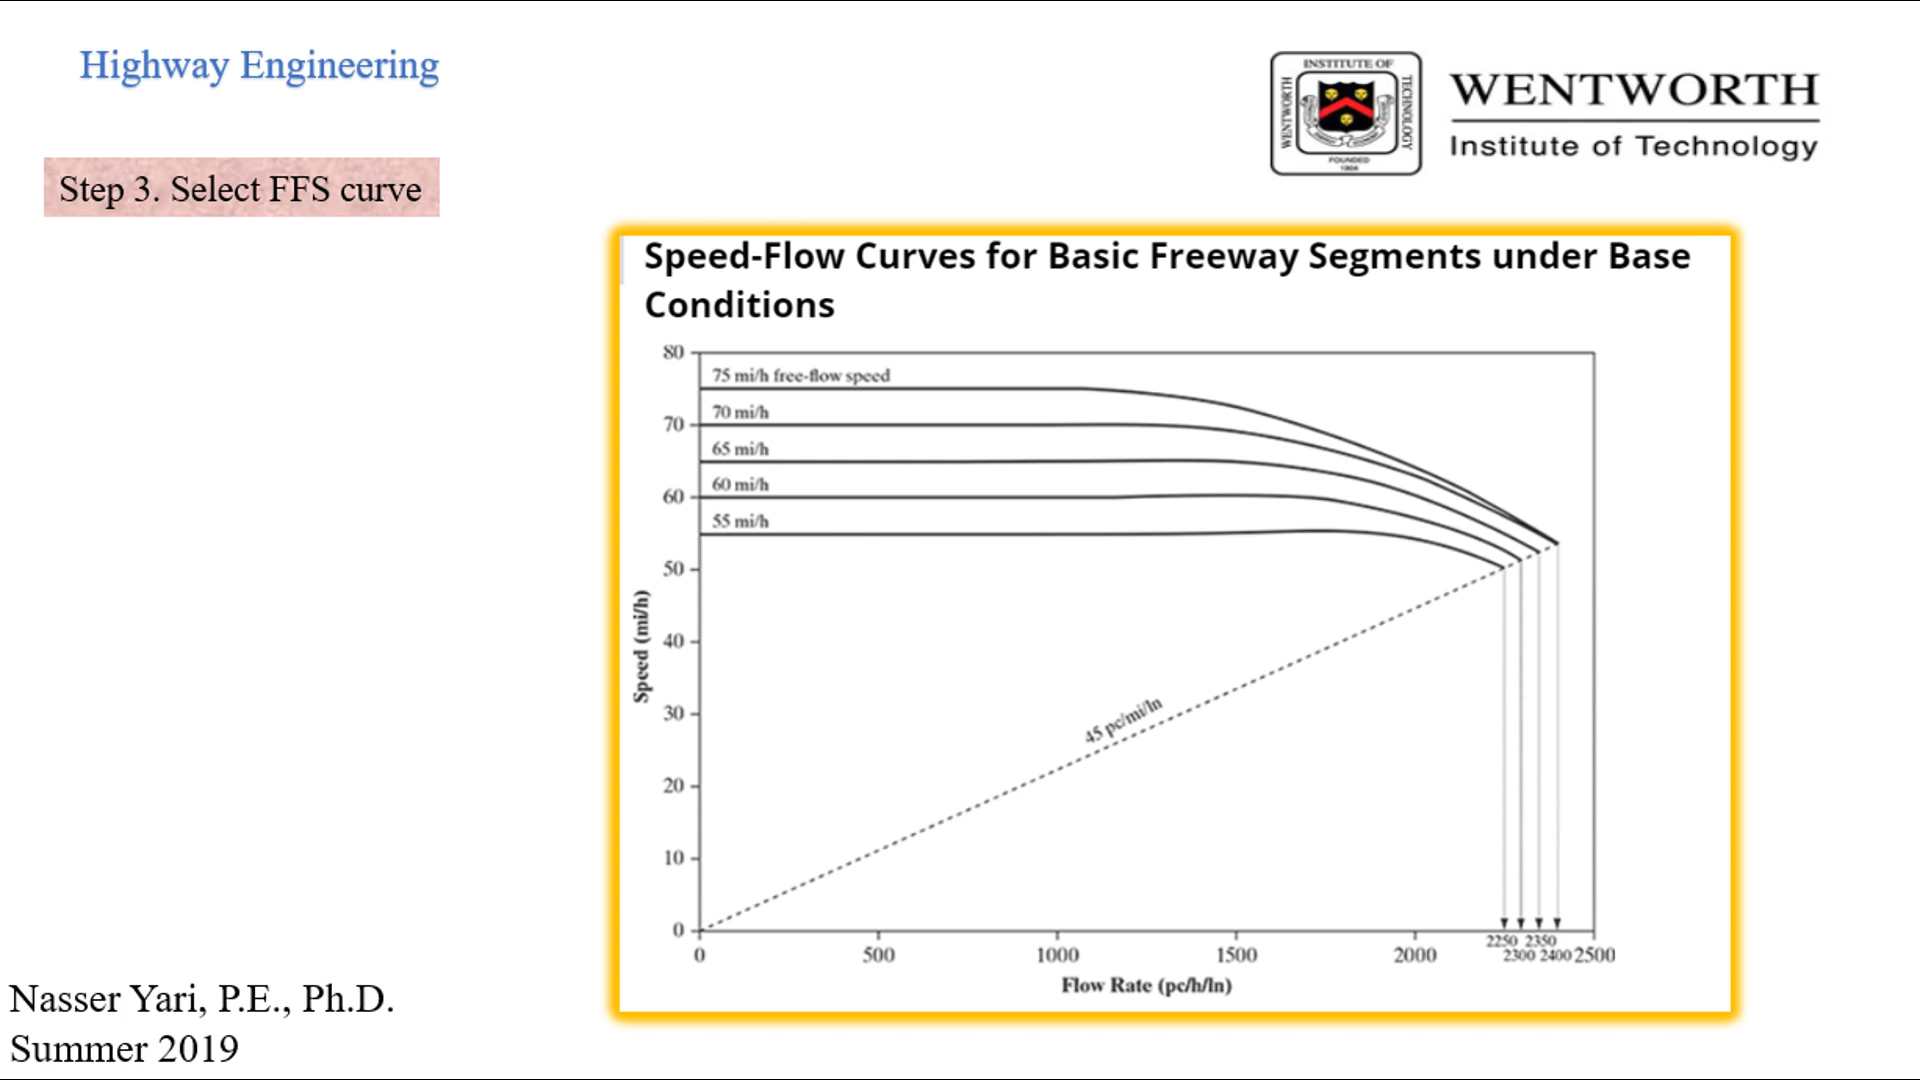 Highway Engineering
INSTITUTE OF
WENTWORTH
TECHNOLOGY
FOUNDED
1904
WENTWORTH
Institute of Technology
Step 3. Select FFS curve
Speed-Flow Curves for Basic Freeway Segments under Base
Conditions
80
75 mi/h free-flow speed
70 mi/h
70
65 mi/h
60 mi/h
60
55 mi/h
50
Speed (mi/h)
40
30
45 pc/mi/ln
20
10
0
2250 2350
2300 2400
0 500 1000 1500 2000 2500
Flow Rate (pc/h/ln)
Nasser Yari, P.E., Ph.D.
Summer 2019